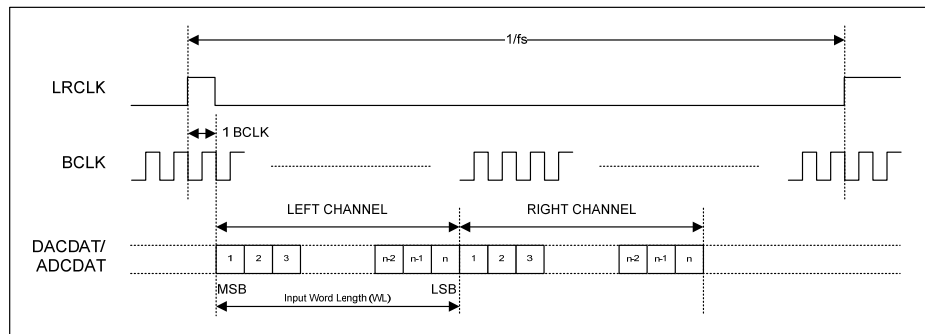 1/fs
LRCLK
1 BCLK
BCLK
LEFT CHANNEL RIGHT CHANNEL
DACDAT/
ADCDAT
1 2 3 n-2 n-1 n 1 2 3 n-2 n-1 n
MSB LSB
Input Word Length (WL)